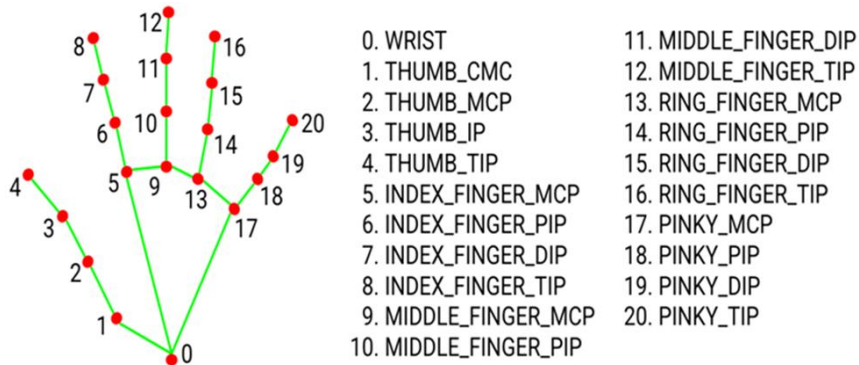 12
8
16
11
7
15
6
10
14
20
19
4
5
9
13
18
3
17
2
1
0
0. WRIST
1. THUMB_CMC
2. THUMB_MCP
3. THUMB_IP
4. THUMB_TIP
5. INDEX_FINGER_MCP
6. INDEX_FINGER_PIP
7. INDEX_FINGER_DIP
8. INDEX_FINGER_TIP
9. MIDDLE_FINGER_MCP
10. MIDDLE_FINGER_PIP
11. MIDDLE_FINGER_DIP
12. MIDDLE_FINGER_TIP
13. RING_FINGER_MCP
14. RING_FINGER_PIP
15. RING_FINGER_DIP
16. RING_FINGER_TIP
17. PINKY_MCP
18. PINKY_PIP
19. PINKY_DIP
20. PINKY_TIP